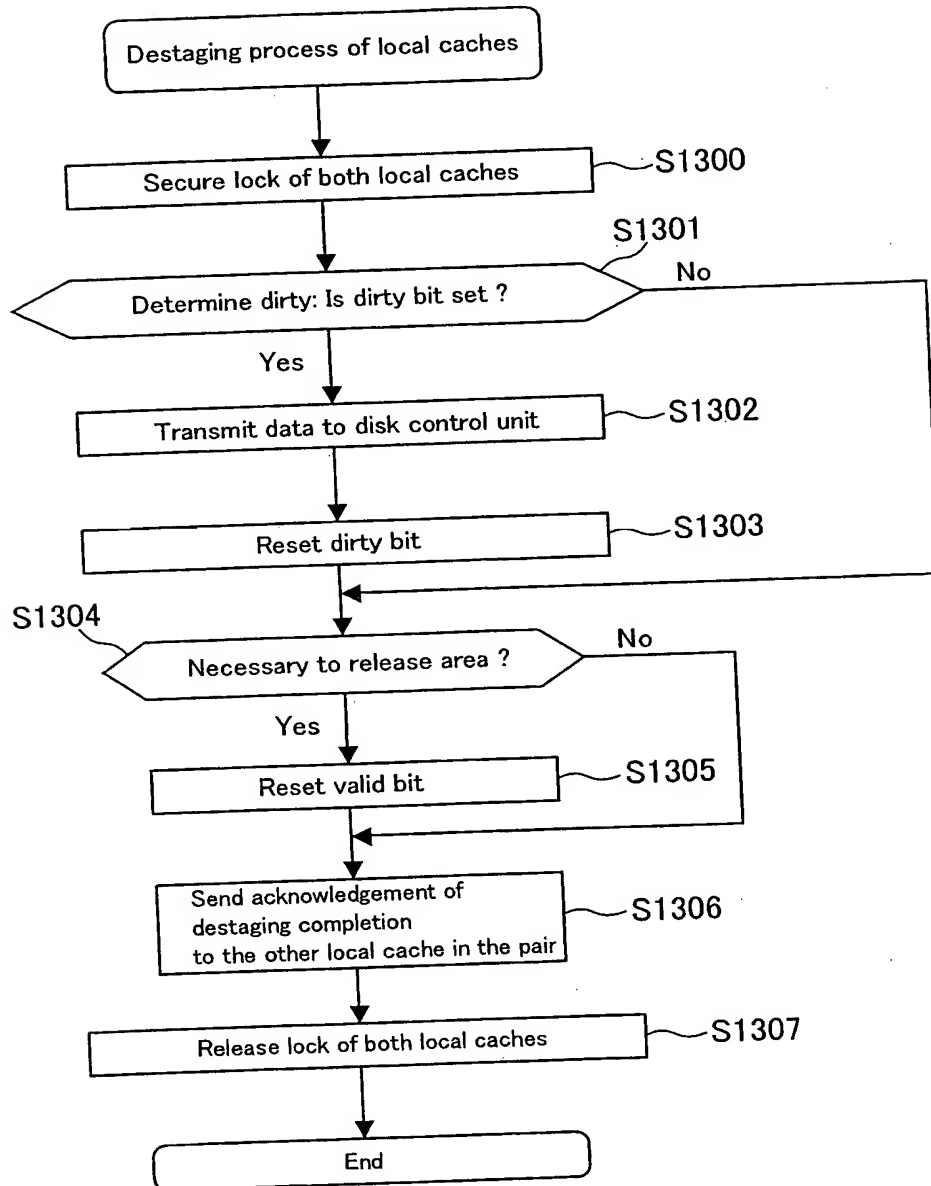 Destaging process of local caches
Secure lock of both local caches
S1300
S1301
Determine dirty: Is dirty bit set ?
No
Yes
Transmit data to disk control unit
S1302
Reset dirty bit
S1303
S1304
Necessary to release area ?
No
Yes
Reset valid bit
S1305
Send acknowledgement of
destaging completion
to the other local cache in the pair
S1306
Release lock of both local caches
S1307
End